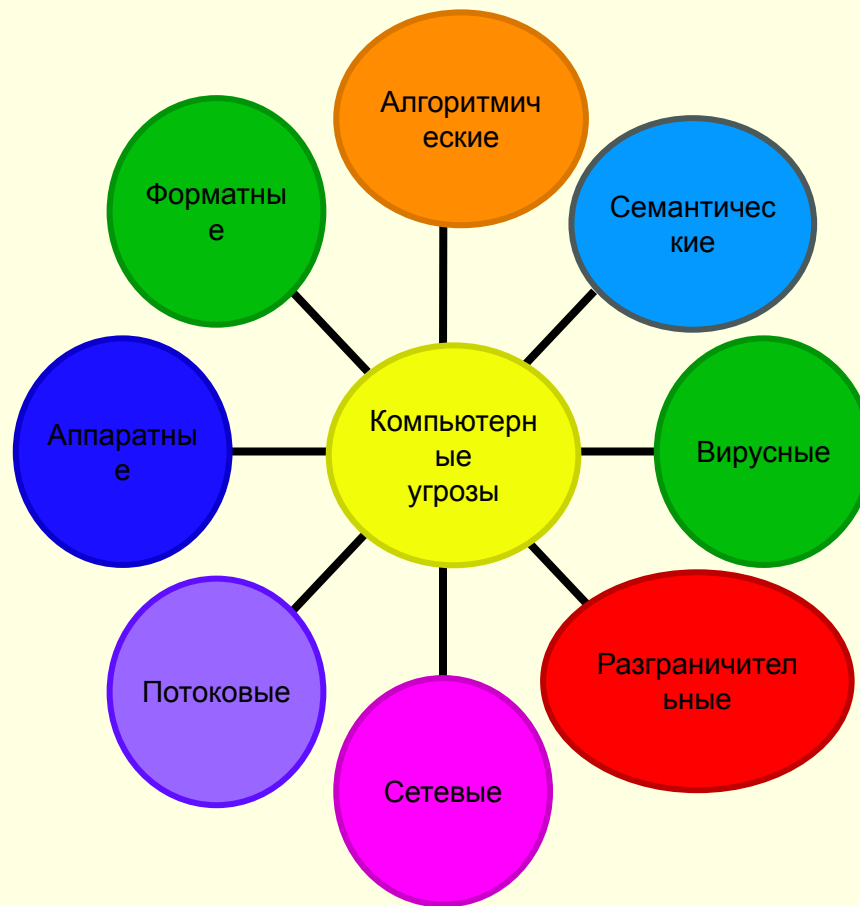 Алгоритмич
еские
Семантичес
кие
Форматны
е
Вирусные
Компьютерн
ые
угрозы
Аппаратны
е
Разграничител
ьные
Потоковые
Сетевые